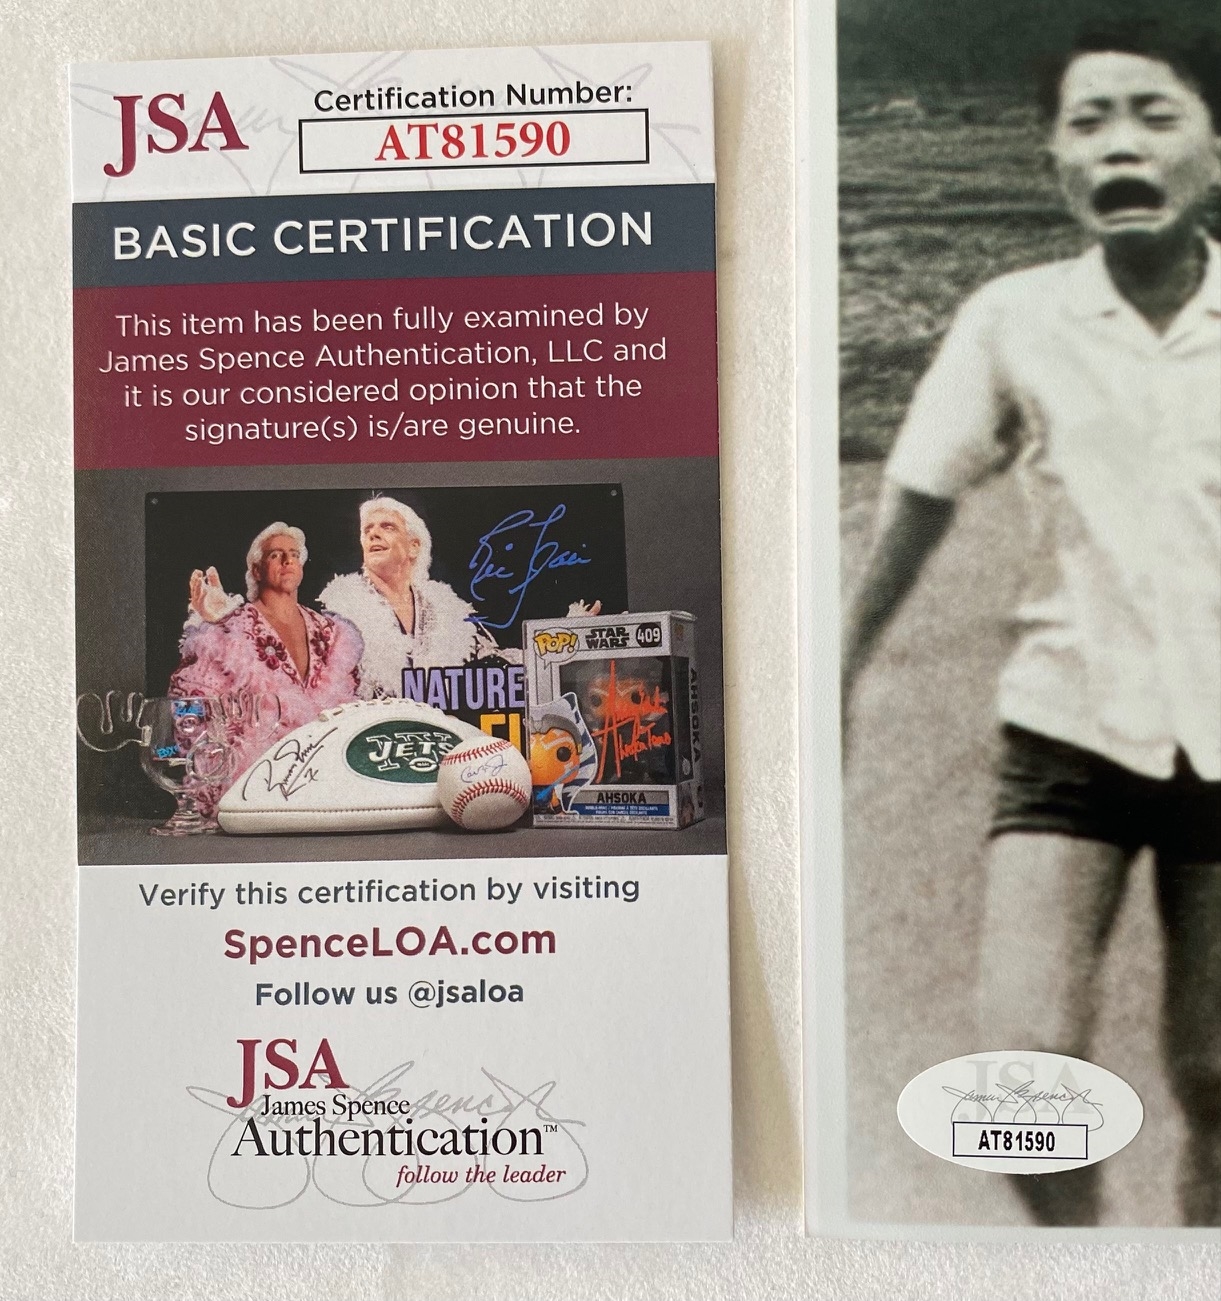 JSA
Certification Number:
AT81590
BASIC CERTIFICATION
This item has been fully examined by
James Spence Authentication, LLC and
it is our considered opinion that the
signature(s) is/are genuine.
NATURE
POP!
STAR WARS
409
AHSOKA
JETS
AHSOKA
Verify this certification by visiting
SpenceLOA.com
Follow us @jsaloa
JSA
James Spence
Authentication™
follow the leader
JSA
AT81590